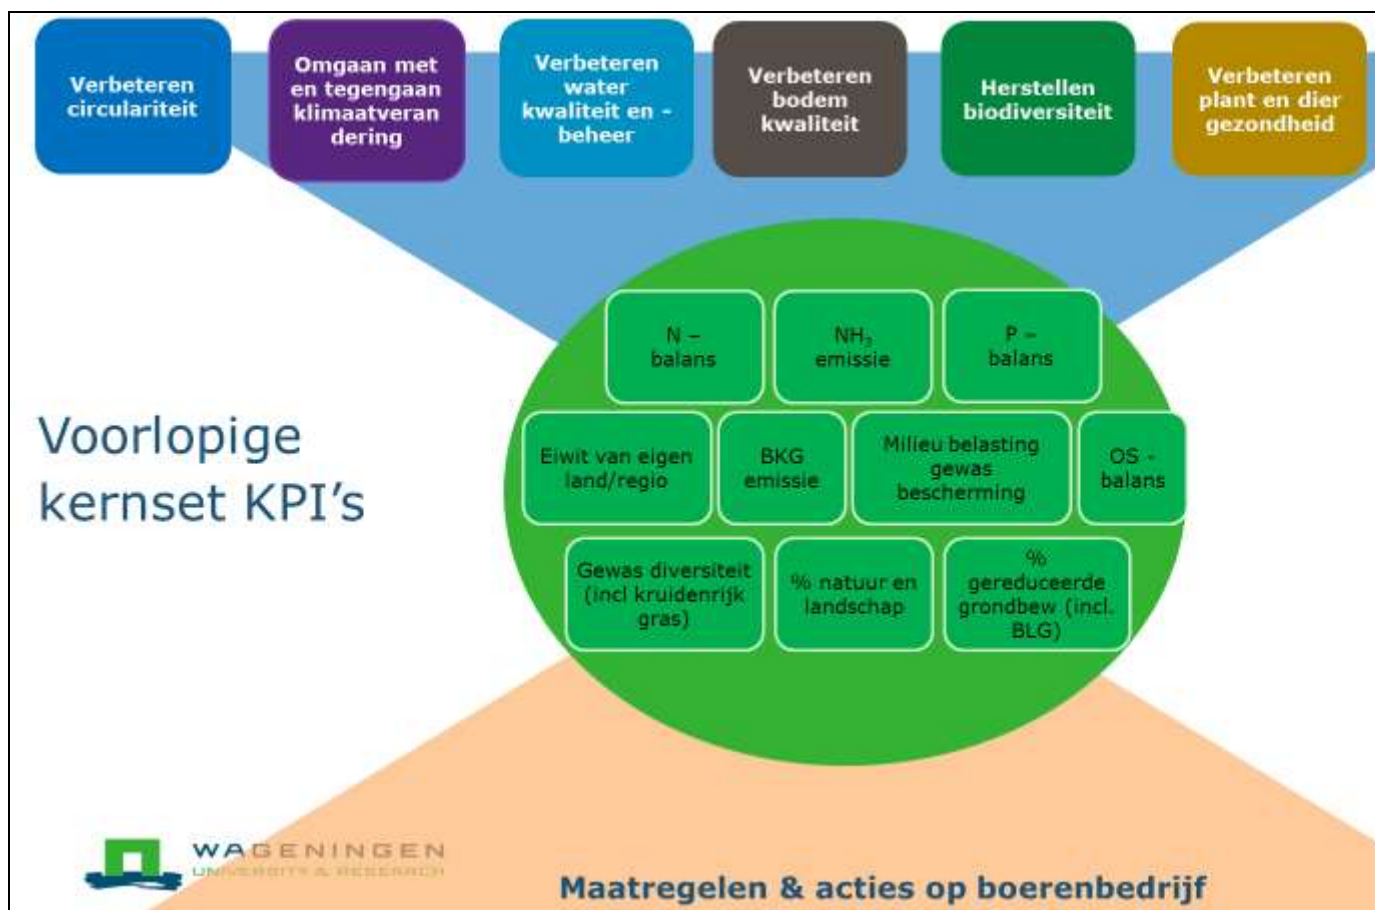 Verbeteren
circulariteit
Omgaan met
en tegengaan
klimaatveran
dering
Verbeteren
water
kwaliteit en -
beheer
Verbeteren
bodem
kwaliteit
Herstellen
biodiversiteit
Verbeteren
plant en dier
gezondheid
N –
balans
NH₃
emissie
P –
balans
Voorlopige
kernset KPI's
Eiwit van eigen
land/regio
BKG
emissie
Milieu belasting
gewas
bescherming
OS -
balans
Gewas diversiteit
(incl kruidenrijk
gras)
% natuur en
landschap
%
gereduceerde
grondbew (incl.
BLG)
WAGENINGEN
UNIVERSITY & RESEARCH
Maatregelen & acties op boerenbedrijf